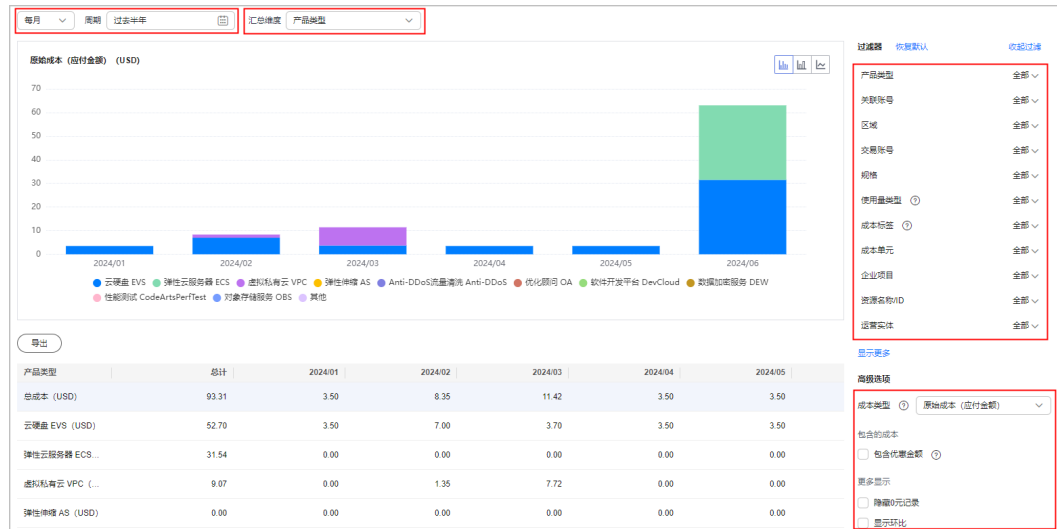 每月 周期 过去半年 汇总维度 产品类型
原始成本（应付金额）（USD）
70
60
50
40
30
20
10
0
2024/01 2024/02 2024/03 2024/04 2024/05 2024/06
云硬盘 EVS 弹性云服务器 ECS 虚拟私有云 VPC 弹性伸缩 AS Anti-DDoS流量清洗 Anti-DDoS 优化顾问 OA 软件开发平台 DevCloud 数据加密服务 DEW
性能测试 CodeArtsPerfTest 对象存储服务 OBS 其他
导出
产品类型 总计 2024/01 2024/02 2024/03 2024/04 2024/05
总成本（USD） 93.31 3.50 8.35 11.42 3.50 3.50
云硬盘 EVS（USD） 52.70 3.50 7.00 3.70 3.50 3.50
弹性云服务器 ECS... 31.54 0.00 0.00 0.00 0.00 0.00
虚拟私有云 VPC（... 9.07 0.00 1.35 7.72 0.00 0.00
弹性伸缩 AS（USD） 0.00 0.00 0.00 0.00 0.00 0.00
过滤器 恢复默认 收起过滤
产品类型 全部
关联账号 全部
区域 全部
交易账号 全部
规格 全部
使用量类型 ? 全部
成本标签 ? 全部
成本单元 全部
企业项目 全部
资源名称/ID 全部
运营实体 全部
显示更多
高级选项
成本类型 ? 原始成本（应付金额）
包含的成本
包含优惠金额 ?
更多显示
隐藏0元记录
显示环比